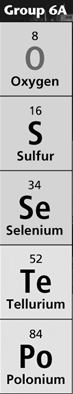 Group 6A
8
O
Oxygen
16
S
Sulfur
34
Se
Selenium
52
Te
Tellurium
84
Po
Polonium